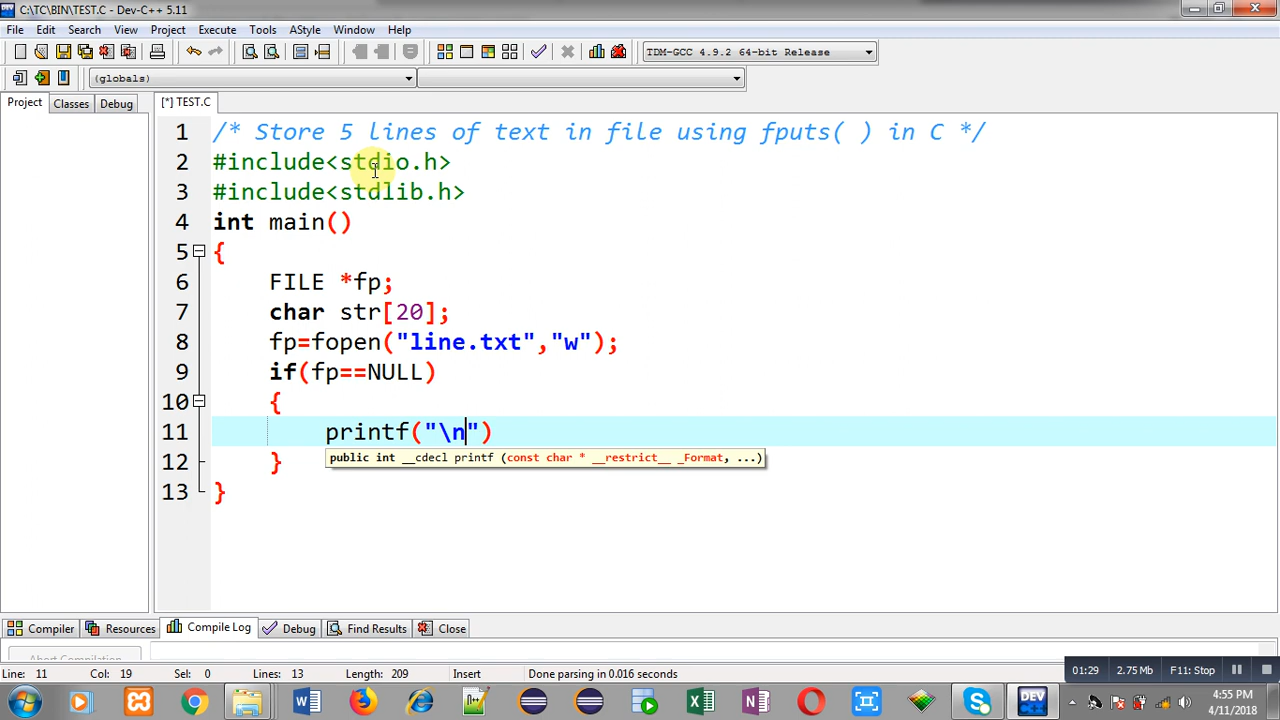 C:\TC\BIN\TEST.C - Dev-C++ 5.11
File Edit Search View Project Execute Tools AStyle Window Help
TDM-GCC 4.9.2 64-bit Release
(globals)
Project Classes Debug [*] TEST.C
1 /* Store 5 lines of text in file using fputs( ) in C */
2 #include<stdio.h>
3 #include<stdlib.h>
4 int main()
5 {
6 FILE *fp;
7 char str[20];
8 fp=fopen("line.txt","w");
9 if(fp==NULL)
10 {
11 printf("\n")
public int __cdecl printf (const char * __restrict__ _Format, ...)
12 }
13 }
Compiler Resources Compile Log Debug Find Results Close
Abort Compilation
Line: 11 Col: 19 Sel: 0 Lines: 13 Length: 209 Insert Done parsing in 0.016 seconds
01:29 2.75 Mb F11: Stop
4:55 PM
4/11/2018